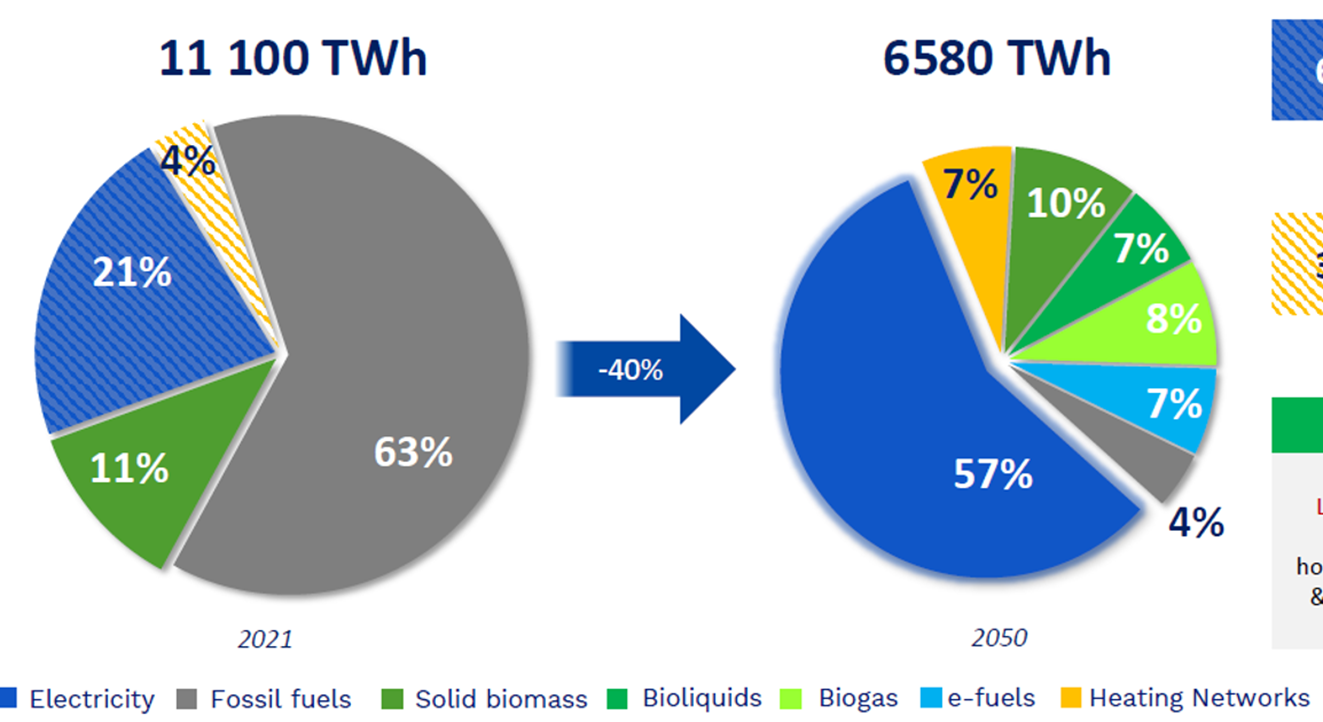 11 100 TWh
6580 TWh
4%
21%
11%
63%
-40%
7%
10%
7%
8%
7%
4%
57%
2021
2050
Electricity
Fossil fuels
Solid biomass
Bioliquids
Biogas
e-fuels
Heating Networks